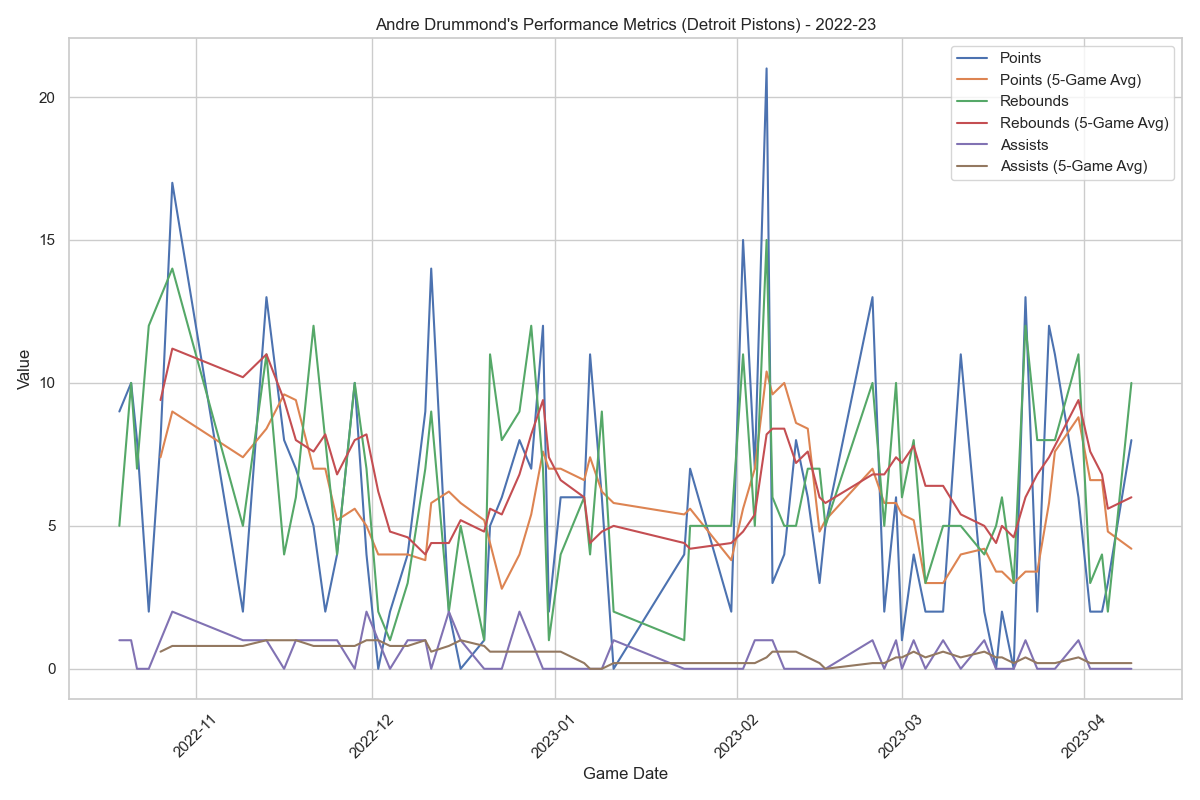 Andre Drummond's Performance Metrics (Detroit Pistons) - 2022-23
Points
Points (5-Game Avg)
Rebounds
Rebounds (5-Game Avg)
Assists
Assists (5-Game Avg)
20
15
10
5
0
Value
2022-11
2022-12
2023-01
2023-02
2023-03
2023-04
Game Date